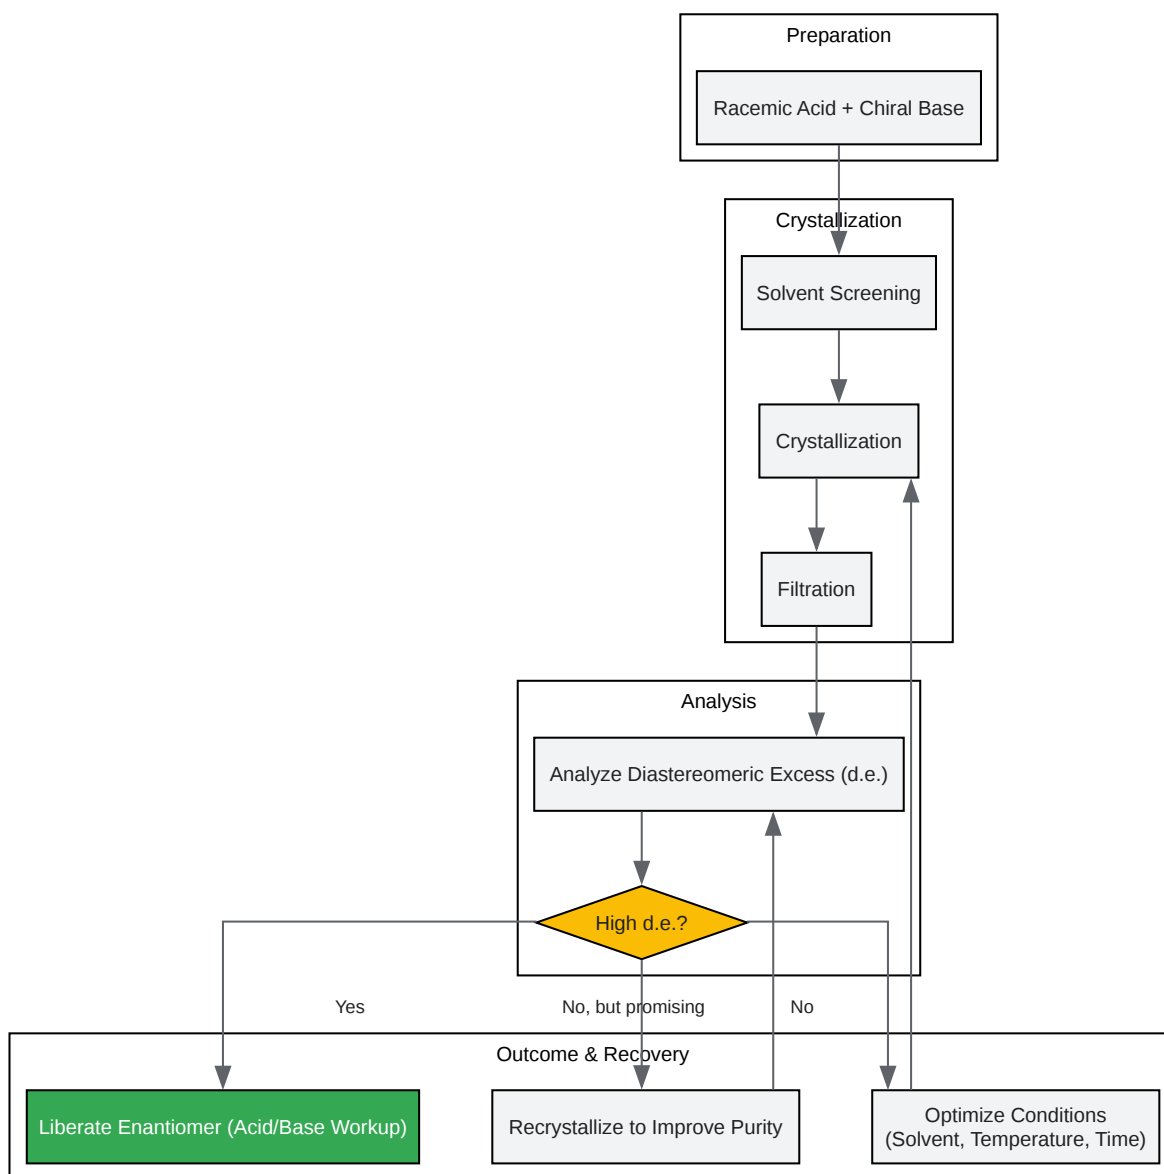 Preparation
Racemic Acid + Chiral Base
Crystallization
Solvent Screening
Crystallization
Filtration
Analysis
Analyze Diastereomeric Excess (d.e.)
High d.e.?
Yes
No, but promising
No
Outcome & Recovery
Liberate Enantiomer (Acid/Base Workup)
Recrystallize to Improve Purity
Optimize Conditions
(Solvent, Temperature, Time)